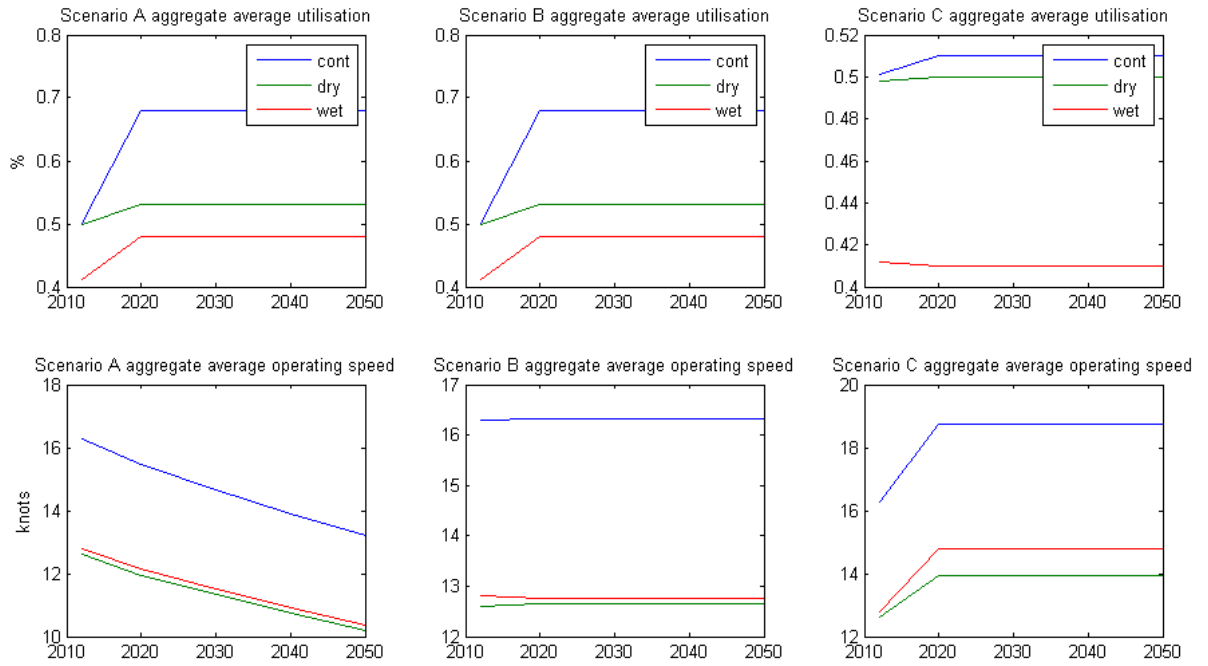 Scenario A aggregate average utilisation
0.8
0.7
0.6
0.5
0.4
%
2010 2020 2030 2040 2050
cont
dry
wet
Scenario B aggregate average utilisation
0.8
0.7
0.6
0.5
0.4
2010 2020 2030 2040 2050
cont
dry
wet
Scenario C aggregate average utilisation
0.52
0.5
0.48
0.46
0.44
0.42
0.4
2010 2020 2030 2040 2050
cont
dry
wet
Scenario A aggregate average operating speed
18
16
14
12
10
knots
2010 2020 2030 2040 2050
Scenario B aggregate average operating speed
17
16
15
14
13
12
2010 2020 2030 2040 2050
Scenario C aggregate average operating speed
20
18
16
14
12
2010 2020 2030 2040 2050